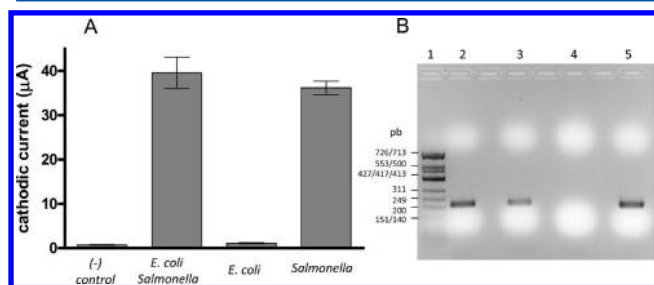 A
cathodic current (μA)
40
30
20
10
0
(-) control
E. coli Salmonella
E. coli
Salmonella
B
1 2 3 4 5
pb
726/713
553/500
427/417/413
311
249
200
151/140